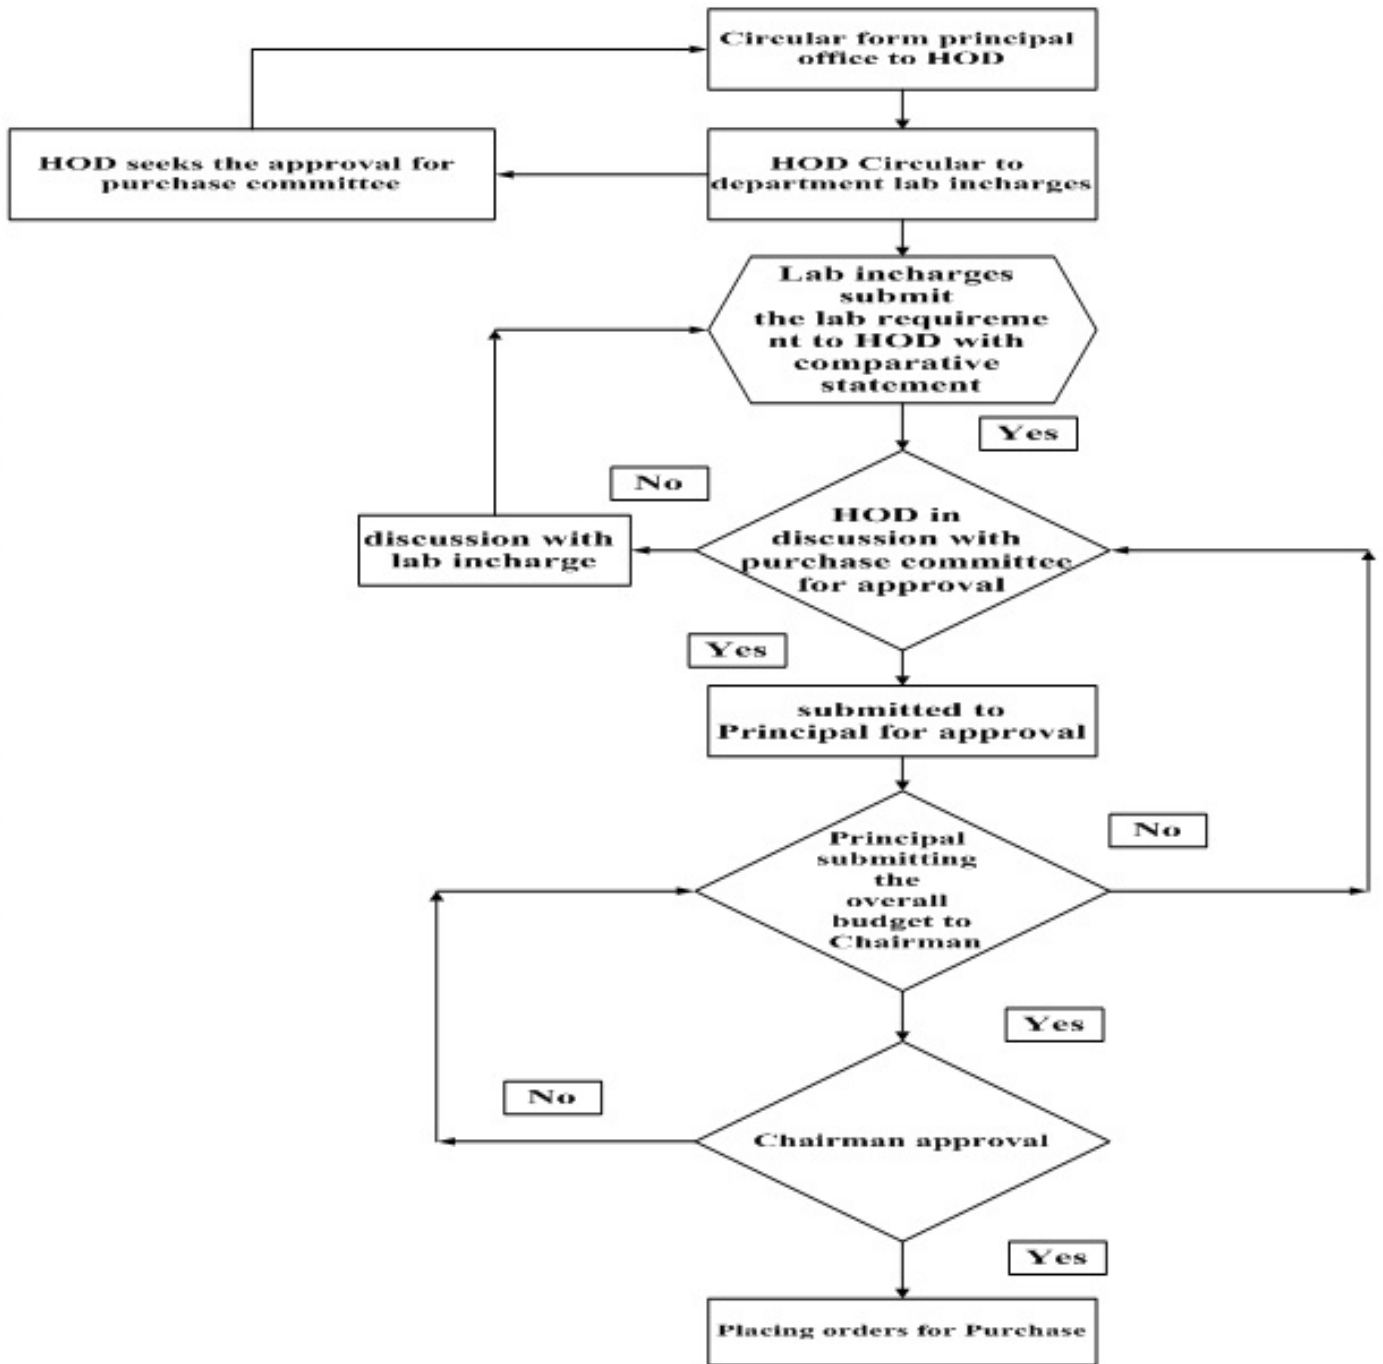 Circular form principal
office to HOD
HOD seeks the approval for
purchase committee
HOD Circular to
department lab incharges
Lab incharges
submit
the lab requireme
nt to HOD with
comparative
statement
Yes
No
HOD in
discussion with
purchase committee
for approval
discussion with
lab incharge
Yes
submitted to
Principal for approval
No
Principal
submitting
the
overall
budget to
Chairman
Yes
No
Chairman approval
Yes
Placing orders for Purchase